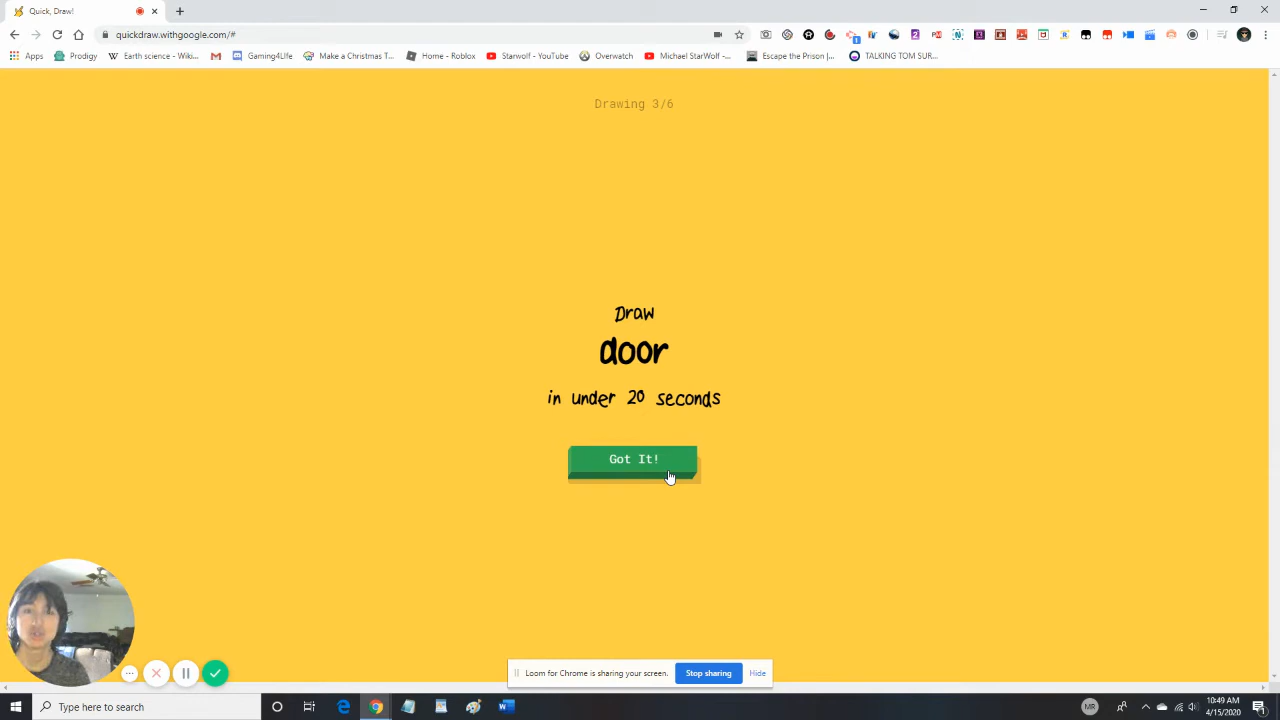 Quick, Draw!
quickdraw.withgoogle.com/#
Apps
Prodigy
Earth science - Wiki...
Gaming4Life
Make a Christmas T...
Home - Roblox
Starwolf - YouTube
Overwatch
Michael StarWolf -...
Escape the Prison |...
TALKING TOM SUR...
Drawing 3/6
Draw
door
in under 20 seconds
Got It!
Loom for Chrome is sharing your screen.
Stop sharing
Hide
Type here to search
MR
10:49 AM
4/15/2020